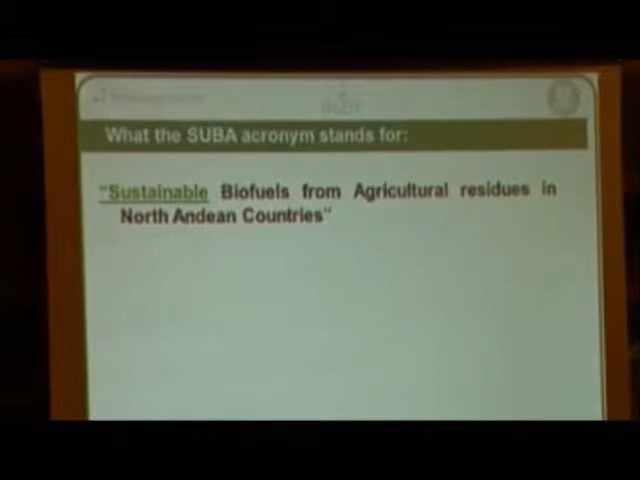 What the SUBA acronym stands for:
"Sustainable Biofuels from Agricultural residues in
North Andean Countries"